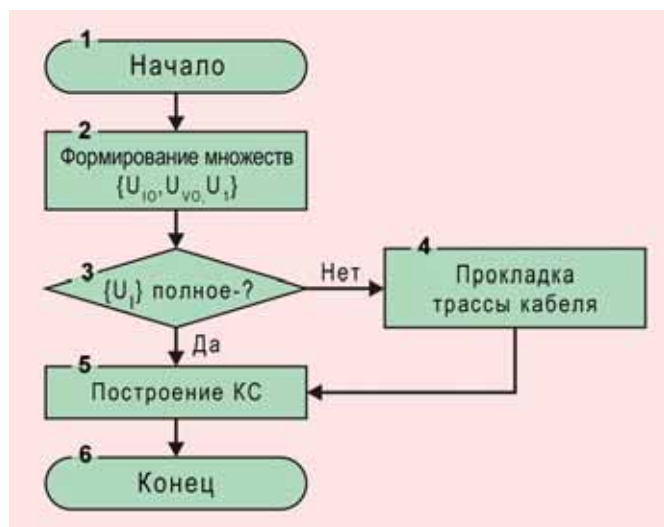 1
Начало
2
Формирование множеств
{U_IO, U_VO, U_1}
3
{U_I} полное-?
Нет
4
Прокладка
трассы кабеля
Да
5
Построение КС
6
Конец